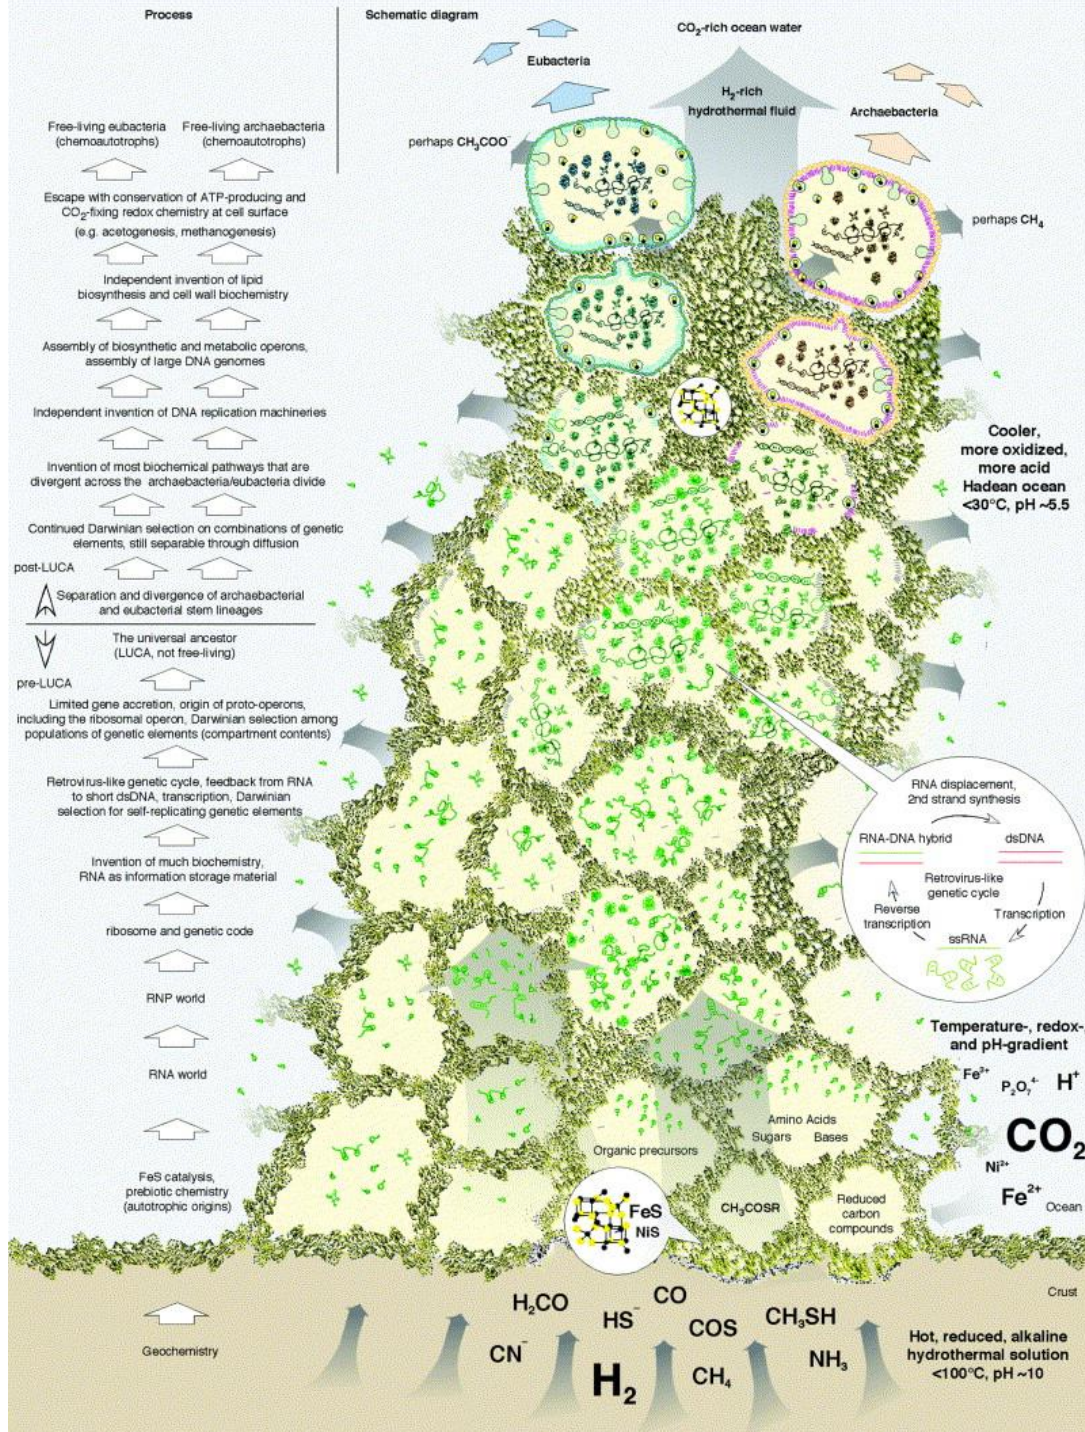 Process
Free-living eubacteria
(chemoautotrophs)
Free-living archaebacteria
(chemoautotrophs)
Escape with conservation of ATP-producing and
CO₂-fixing redox chemistry at cell surface
(e.g. acetogenesis, methanogenesis)
Independent invention of lipid
biosynthesis and cell wall biochemistry
Assembly of biosynthetic and metabolic operons,
assembly of large DNA genomes
Independent invention of DNA replication machineries
Invention of most biochemical pathways that are
divergent across the archaebacteria/eubacteria divide
Continued Darwinian selection on combinations of genetic
elements, still separable through diffusion
post-LUCA
Separation and divergence of archaebacterial
and eubacterial stem lineages
The universal ancestor
(LUCA, not free-living)
pre-LUCA
Limited gene accretion, origin of proto-operons,
including the ribosomal operon, Darwinian selection among
populations of genetic elements (compartment contents)
Retrovirus-like genetic cycle, feedback from RNA
to short dsDNA, transcription, Darwinian
selection for self-replicating genetic elements
Invention of much biochemistry,
RNA as information storage material
ribosome and genetic code
RNP world
RNA world
FeS catalysis,
prebiotic chemistry
(autotrophic origins)
Geochemistry
Schematic diagram
CO₂-rich ocean water
Eubacteria
H₂-rich
hydrothermal fluid
Archaebacteria
perhaps CH₃COO⁻
perhaps CH₄
Cooler,
more oxidized,
more acid
Hadean ocean
<30°C, pH ~5.5
RNA displacement,
2nd strand synthesis
RNA-DNA hybrid
dsDNA
Retrovirus-like
genetic cycle
Reverse
transcription
Transcription
ssRNA
Temperature-, redox-,
and pH-gradient
Fe³⁺
P₂O₇⁴⁻
H⁺
CO₂
Ni²⁺
Fe²⁺
Ocean
Organic precursors
Amino Acids
Sugars
Bases
FeS
NiS
CH₃COSR
Reduced
carbon
compounds
Crust
H₂CO
CO
HS⁻
COS
CH₃SH
CN⁻
H₂
CH₄
NH₃
Hot, reduced, alkaline
hydrothermal solution
<100°C, pH ~10